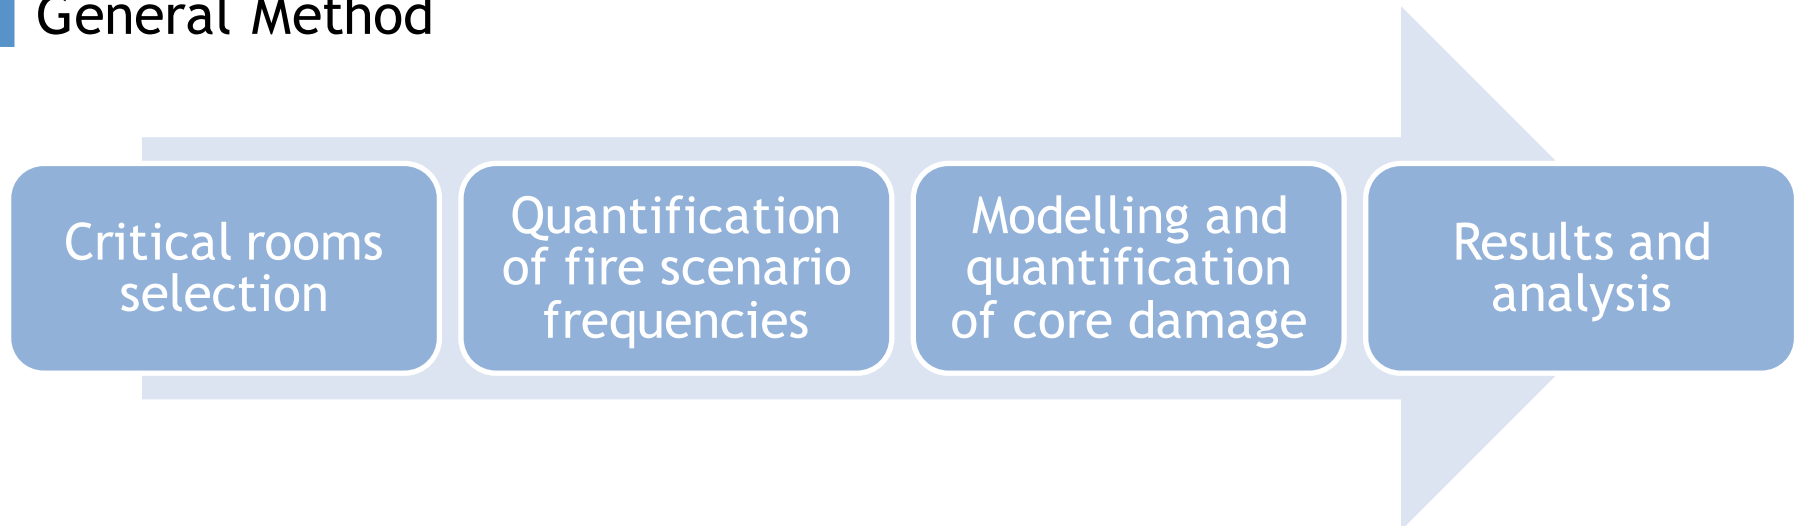 General Method
Critical rooms
selection
Quantification
of fire scenario
frequencies
Modelling and
quantification
of core damage
Results and
analysis